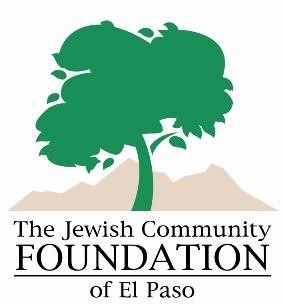 The Jewish Community
FOUNDATION
of El Paso